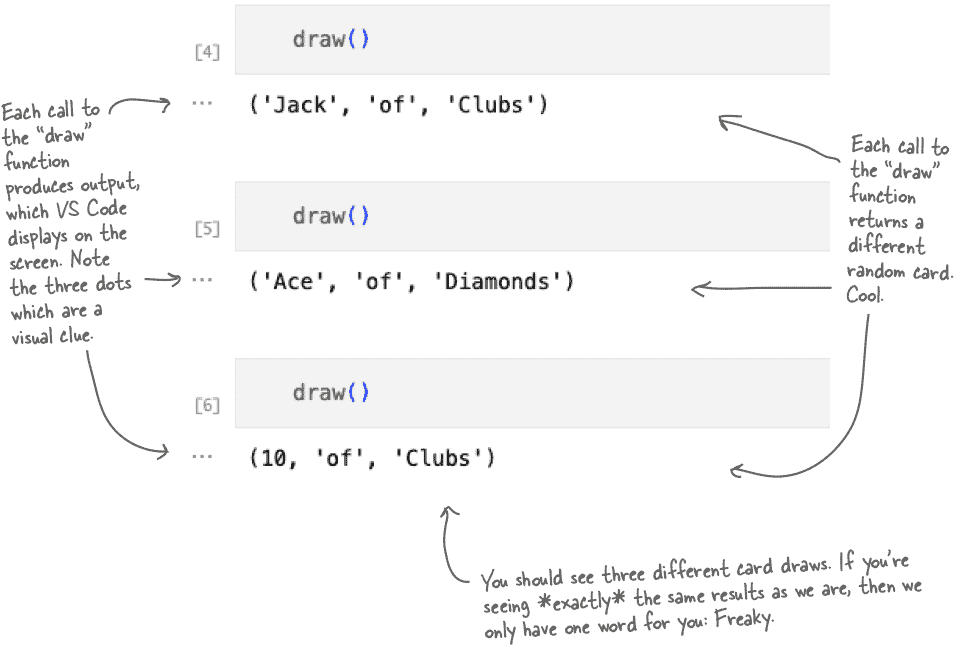 draw()
[4]
... ('Jack', 'of', 'Clubs')
Each call to
the “draw”
function
produces output,
which VS Code
displays on the
screen. Note
the three dots
which are a
visual clue.
Each call to
the “draw”
function
returns a
different
random card.
Cool.
draw()
[5]
... ('Ace', 'of', 'Diamonds')
draw()
[6]
... (10, 'of', 'Clubs')
You should see three different card draws. If you're
seeing *exactly* the same results as we are, then we
only have one word for you: Freaky.